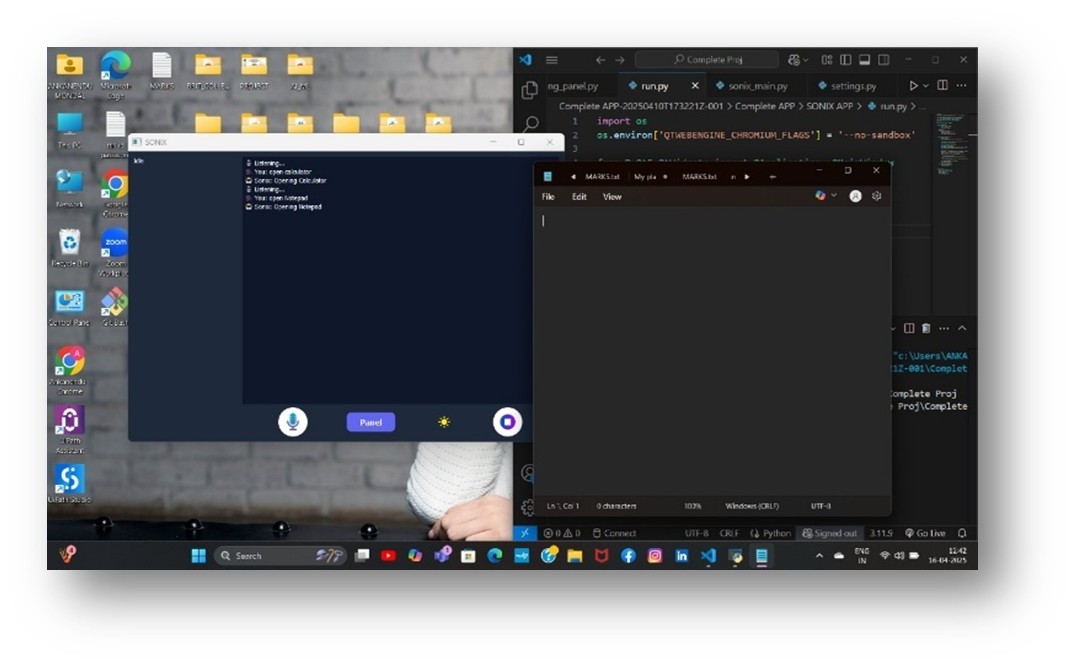 ANKANENDU
MONDAL
Microsoft
Edge
MARKS
PROJECT
This PC
Network
Google
Chrome
Recycle Bin
zoom
Zoom
Workplace
Control Panel
Git Bash
Ankanendu
Chrome
UiPath
Assistant
UiPath Studio
SONIX
Idle
Listening...
You: open calculator
Sonix: Opening Calculator
Listening...
You: open Notepad
Sonix: Opening Notepad
Panel
Complete Proj
ng_panel.py
run.py
sonix_main.py
settings.py
Complete APP-20250410T173221Z-001 > Complete APP > SONIX APP > run.py > ...
1 import os
2 os.environ['QTWEBENGINE_CHROMIUM_FLAGS'] = '--no-sandbox'
3
MARKS.txt
My pla
MARKS.txt
File Edit View
Ln 1, Col 1 0 characters 100% Windows (CRLF) UTF-8
"c:\Users\ANKA
1Z-001\Complet
Complete Proj
Proj\Complete
0 0 Connect UTF-8 CRLF Python Signed out 3.11.9 Go Live
Search
ENG
IN
12:42
16-04-2025